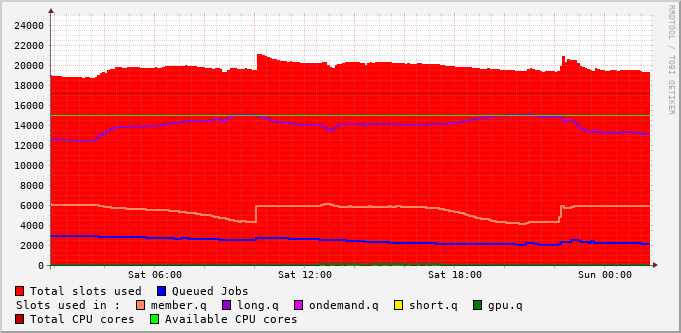 24000
22000
20000
18000
16000
14000
12000
10000
8000
6000
4000
2000
0
Sat 06:00 Sat 12:00 Sat 18:00 Sun 00:00
Total slots used Queued Jobs
Slots used in : member.q long.q ondemand.q short.q gpu.q
Total CPU cores Available CPU cores
RRDTOOL / TOBI OETIKER